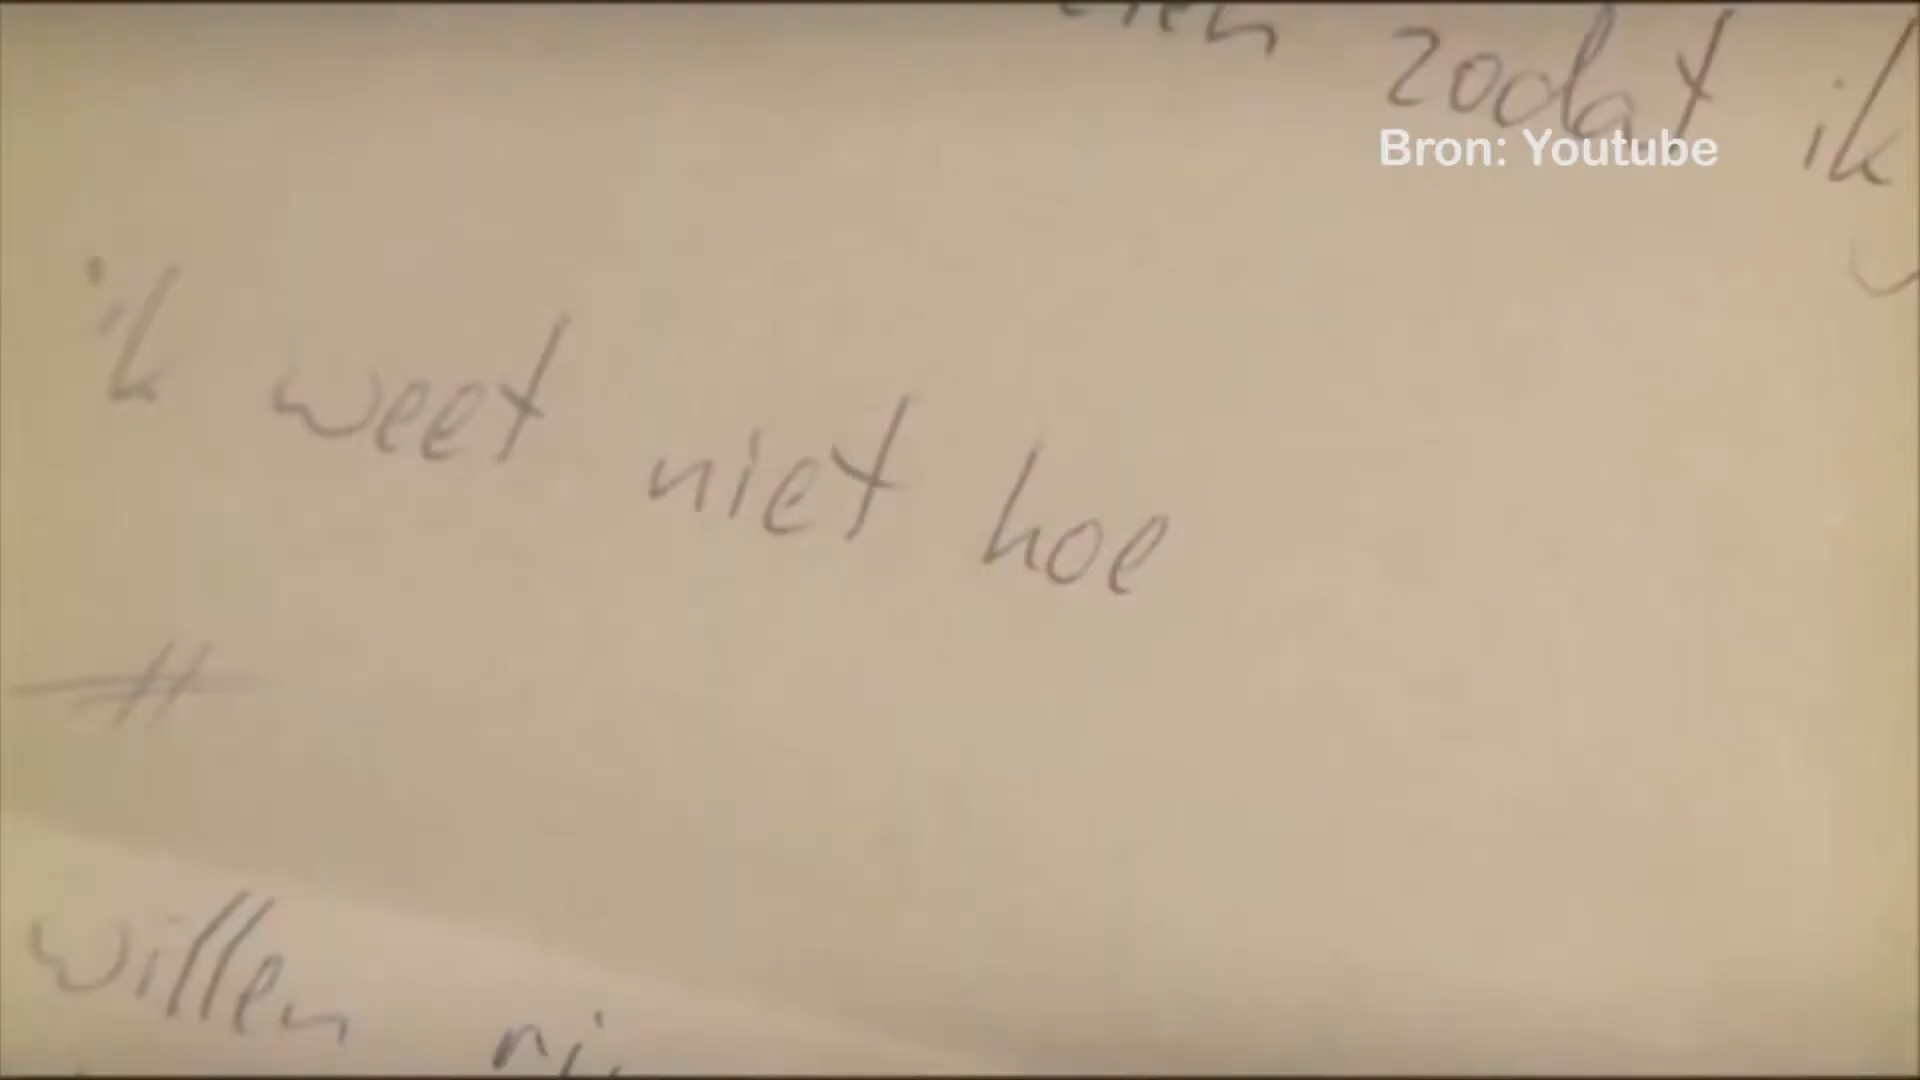 zodat ik
Bron: Youtube
ik weet niet hoe
willen